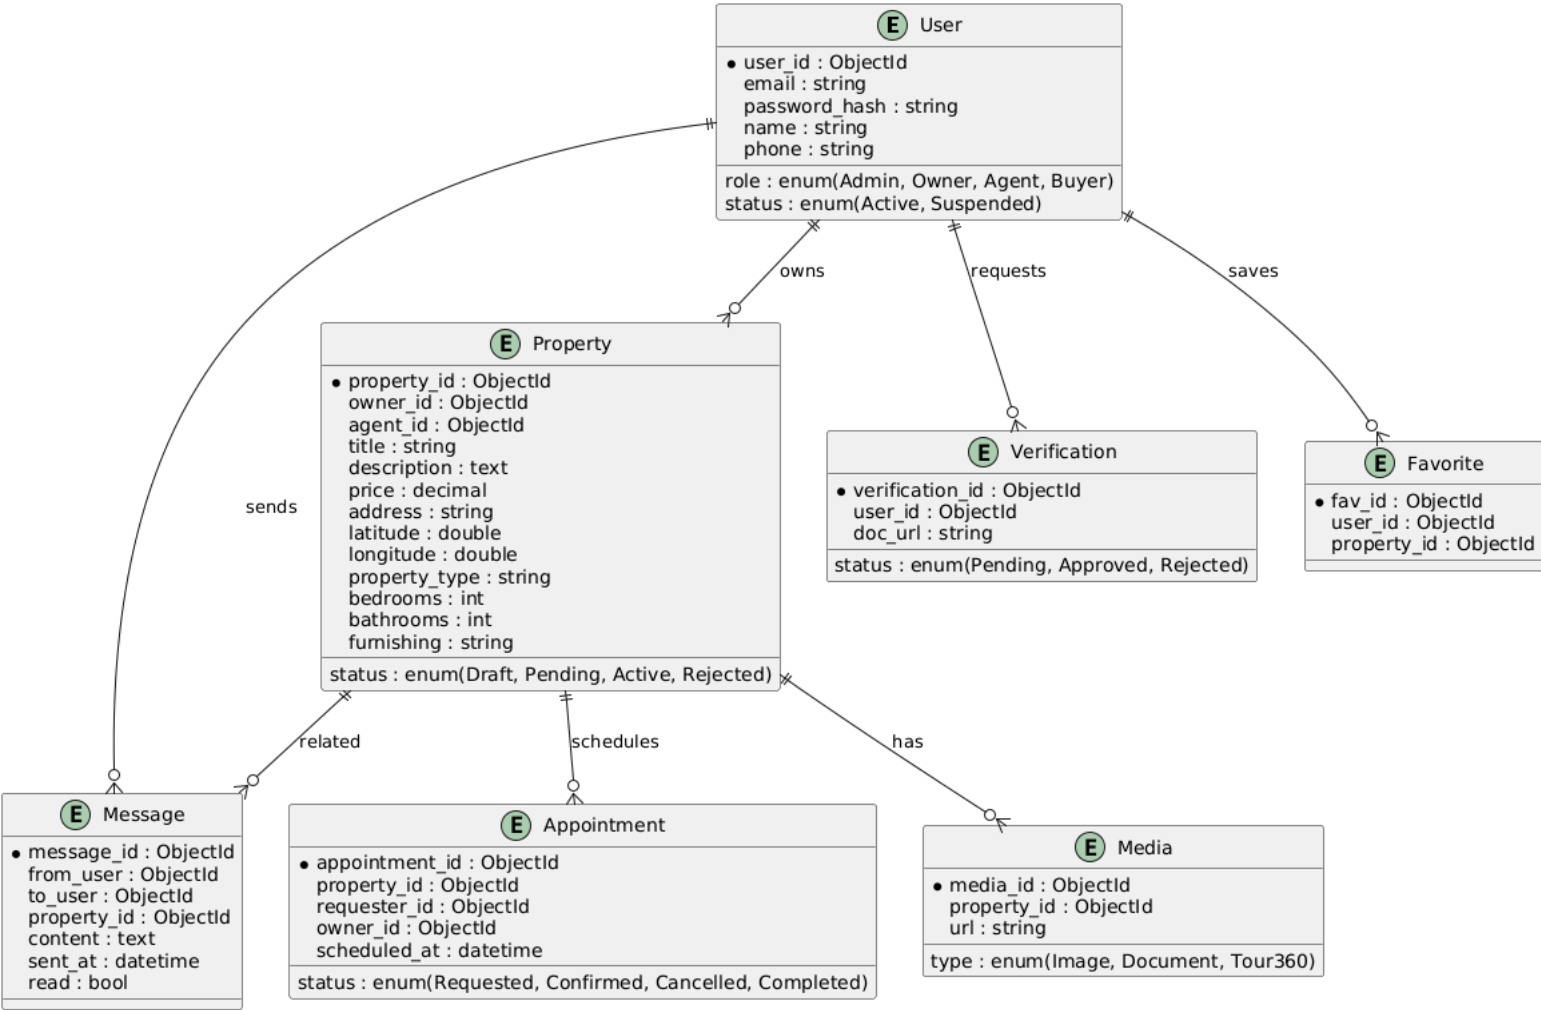 E User
user_id : ObjectId
email : string
password_hash : string
name : string
phone : string
role : enum(Admin, Owner, Agent, Buyer)
status : enum(Active, Suspended)
owns
requests
saves
sends
E Property
property_id : ObjectId
owner_id : ObjectId
agent_id : ObjectId
title : string
description : text
price : decimal
address : string
latitude : double
longitude : double
property_type : string
bedrooms : int
bathrooms : int
furnishing : string
status : enum(Draft, Pending, Active, Rejected)
E Verification
verification_id : ObjectId
user_id : ObjectId
doc_url : string
status : enum(Pending, Approved, Rejected)
E Favorite
fav_id : ObjectId
user_id : ObjectId
property_id : ObjectId
related
schedules
has
E Message
message_id : ObjectId
from_user : ObjectId
to_user : ObjectId
property_id : ObjectId
content : text
sent_at : datetime
read : bool
E Appointment
appointment_id : ObjectId
property_id : ObjectId
requester_id : ObjectId
owner_id : ObjectId
scheduled_at : datetime
status : enum(Requested, Confirmed, Cancelled, Completed)
E Media
media_id : ObjectId
property_id : ObjectId
url : string
type : enum(Image, Document, Tour360)